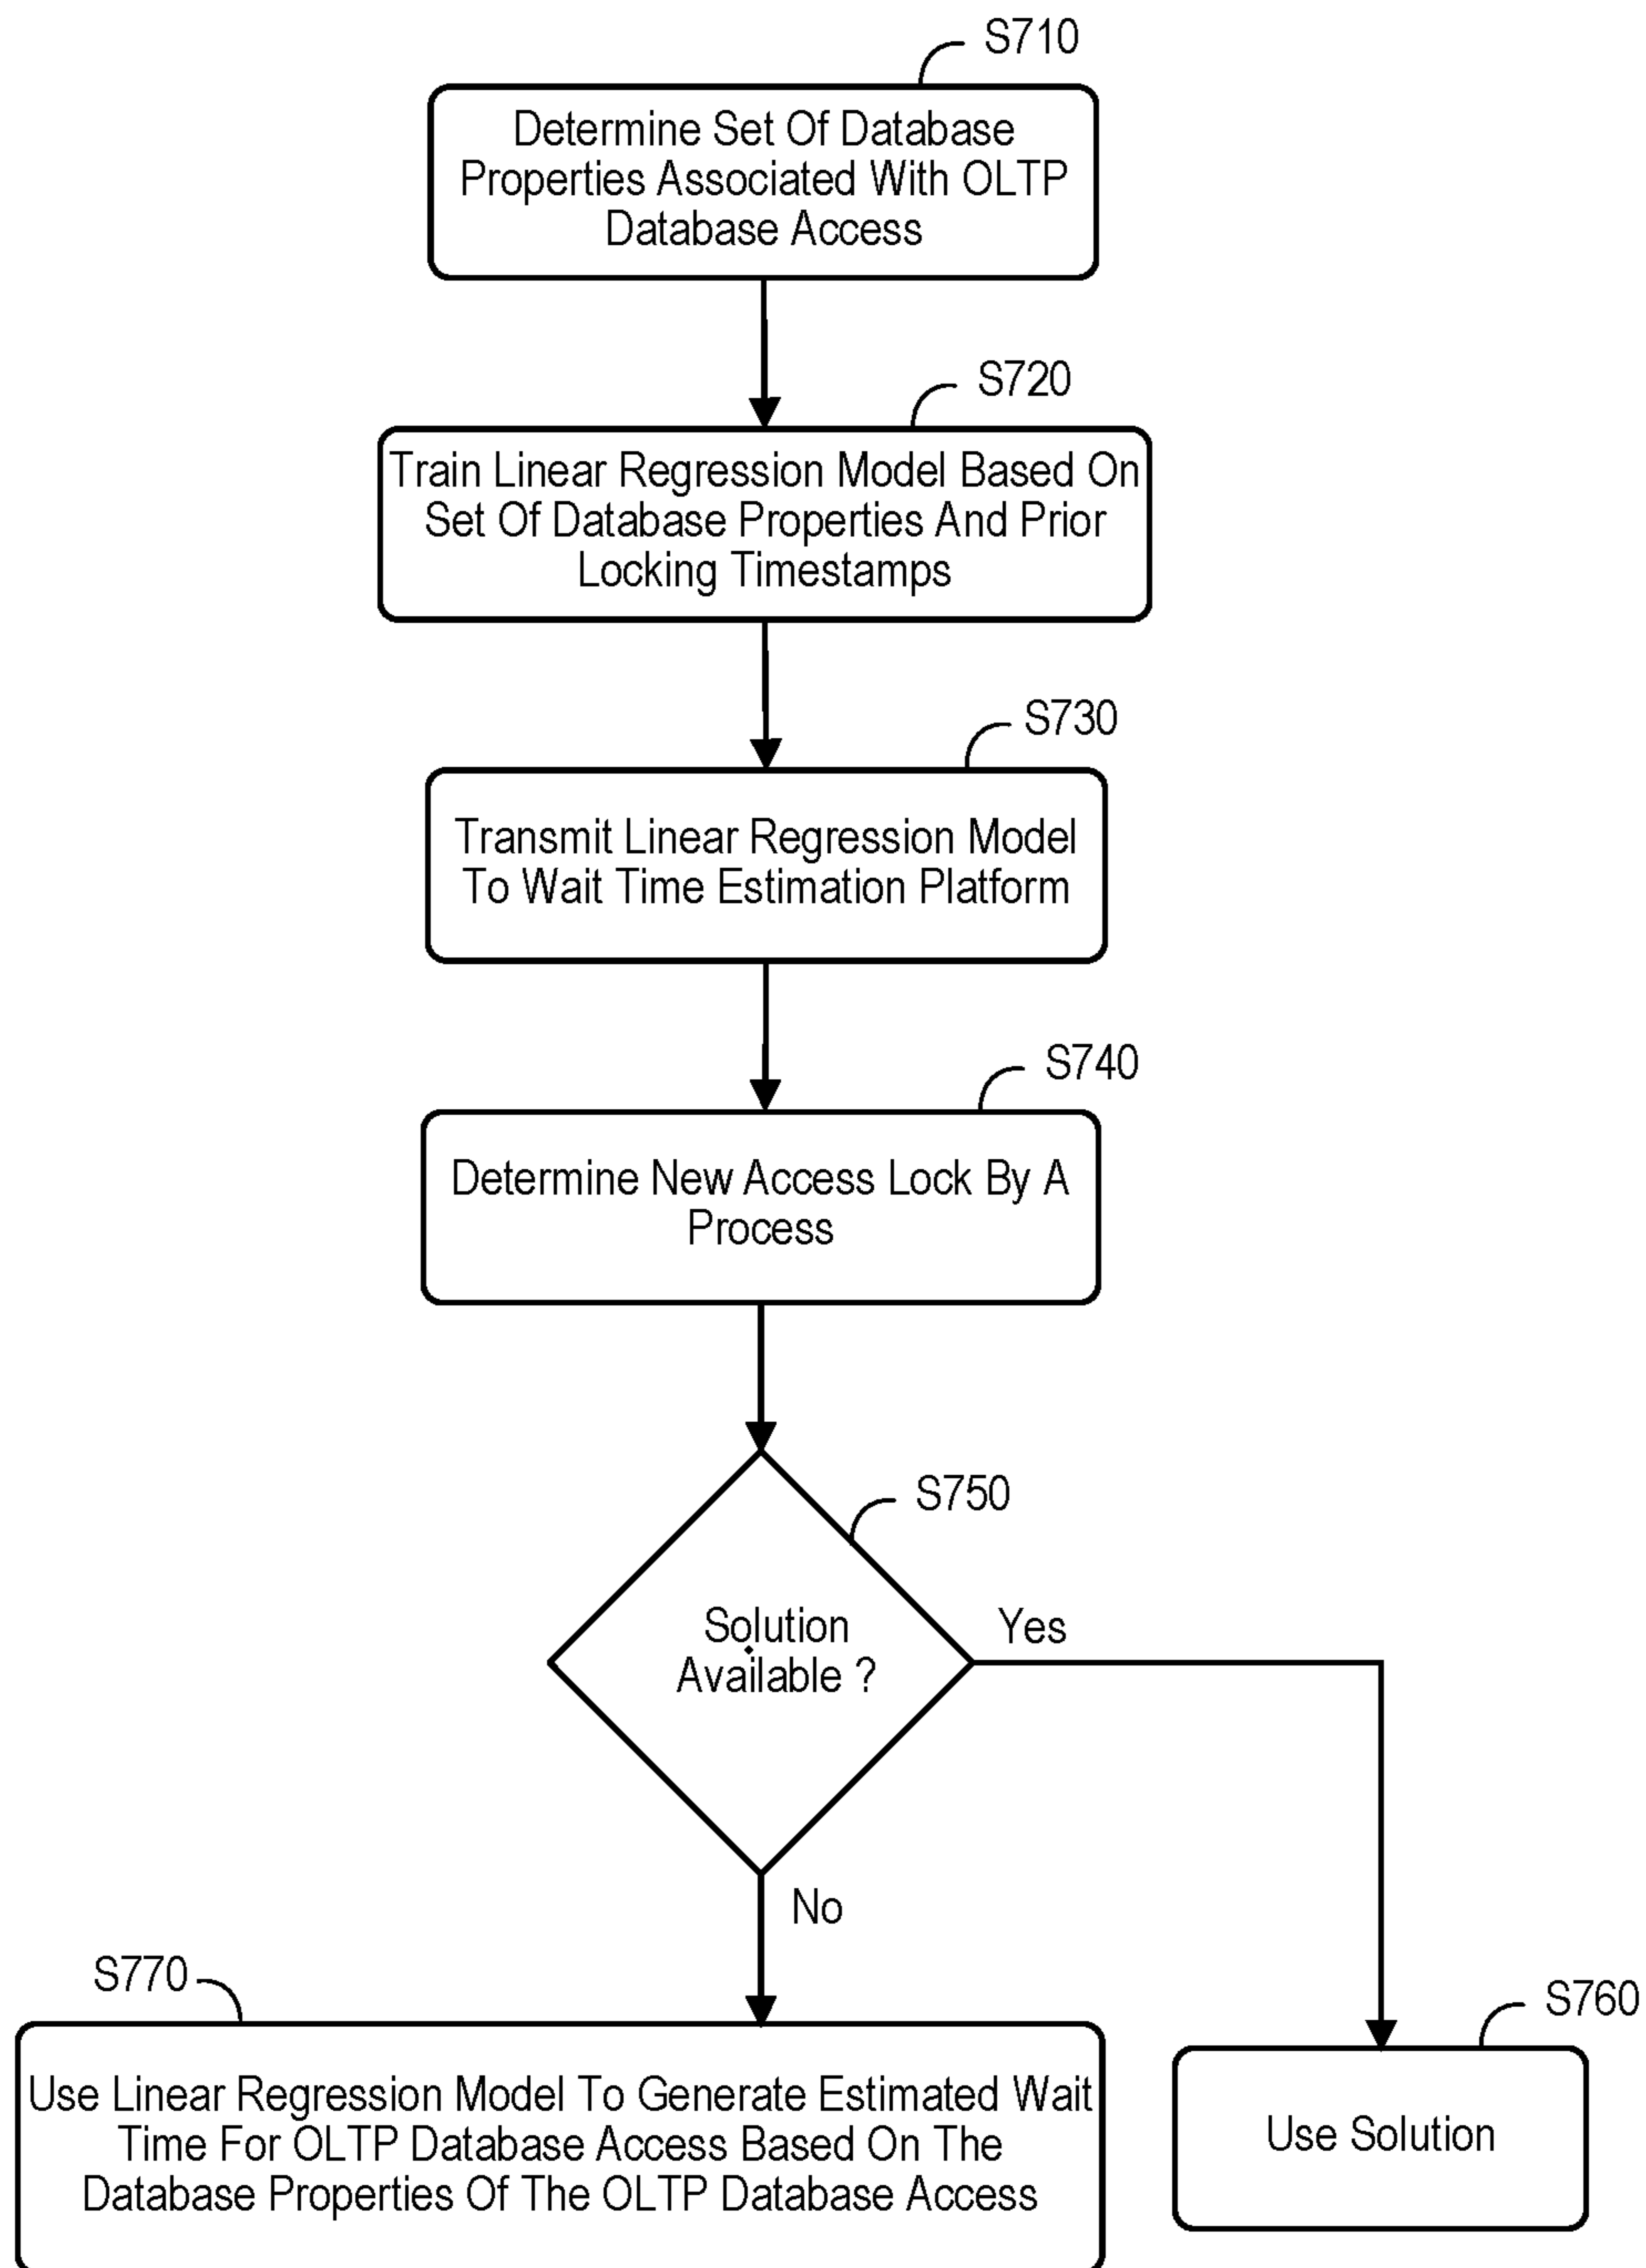 S710
Determine Set Of Database
Properties Associated With OLTP
Database Access
S720
Train Linear Regression Model Based On
Set Of Database Properties And Prior
Locking Timestamps
S730
Transmit Linear Regression Model
To Wait Time Estimation Platform
S740
Determine New Access Lock By A
Process
S750
Solution
Available ?
Yes
No
S770
Use Linear Regression Model To Generate Estimated Wait
Time For OLTP Database Access Based On The
Database Properties Of The OLTP Database Access
S760
Use Solution